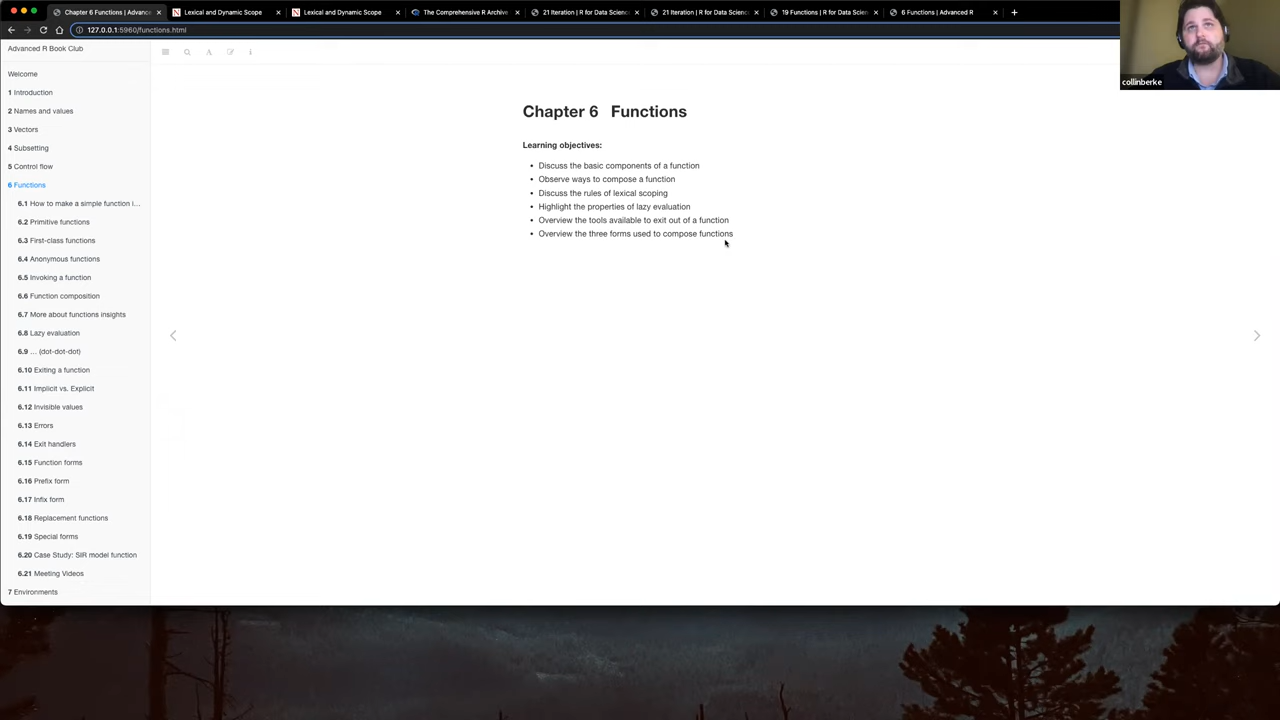 Chapter 6 Functions | Advanc
Lexical and Dynamic Scope
Lexical and Dynamic Scope
The Comprehensive R Archive
21 Iteration | R for Data Scienc
21 Iteration | R for Data Scienc
19 Functions | R for Data Scien
6 Functions | Advanced R
127.0.0.1:5960/functions.html
collinberke
Advanced R Book Club
Welcome
1 Introduction
2 Names and values
3 Vectors
4 Subsetting
5 Control flow
6 Functions
6.1 How to make a simple function i...
6.2 Primitive functions
6.3 First-class functions
6.4 Anonymous functions
6.5 Invoking a function
6.6 Function composition
6.7 More about functions insights
6.8 Lazy evaluation
6.9 ... (dot-dot-dot)
6.10 Exiting a function
6.11 Implicit vs. Explicit
6.12 Invisible values
6.13 Errors
6.14 Exit handlers
6.15 Function forms
6.16 Prefix form
6.17 Infix form
6.18 Replacement functions
6.19 Special forms
6.20 Case Study: SIR model function
6.21 Meeting Videos
7 Environments
Chapter 6 Functions
Learning objectives:
• Discuss the basic components of a function
• Observe ways to compose a function
• Discuss the rules of lexical scoping
• Highlight the properties of lazy evaluation
• Overview the tools available to exit out of a function
• Overview the three forms used to compose functions